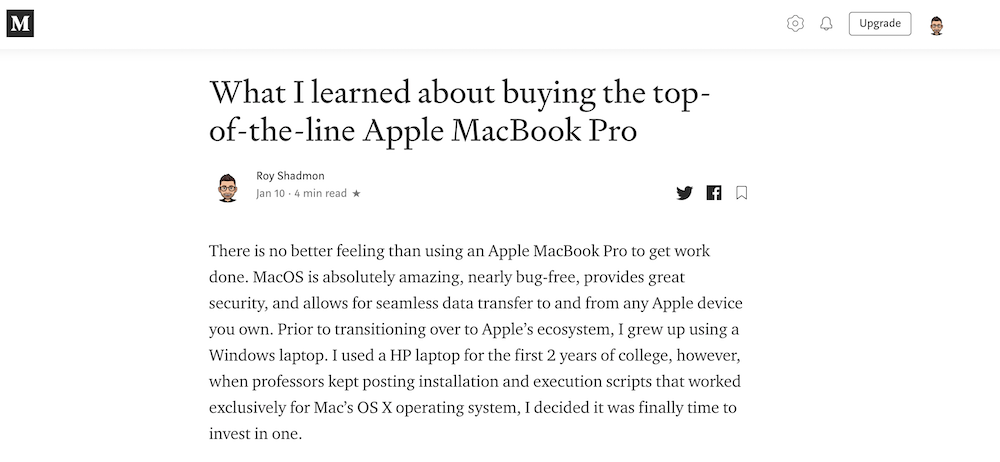 M
Upgrade
What I learned about buying the top-
of-the-line Apple MacBook Pro
Roy Shadmon
Jan 10 · 4 min read ★
There is no better feeling than using an Apple MacBook Pro to get work
done. MacOS is absolutely amazing, nearly bug-free, provides great
security, and allows for seamless data transfer to and from any Apple device
you own. Prior to transitioning over to Apple’s ecosystem, I grew up using a
Windows laptop. I used a HP laptop for the first 2 years of college, however,
when professors kept posting installation and execution scripts that worked
exclusively for Mac’s OS X operating system, I decided it was finally time to
invest in one.